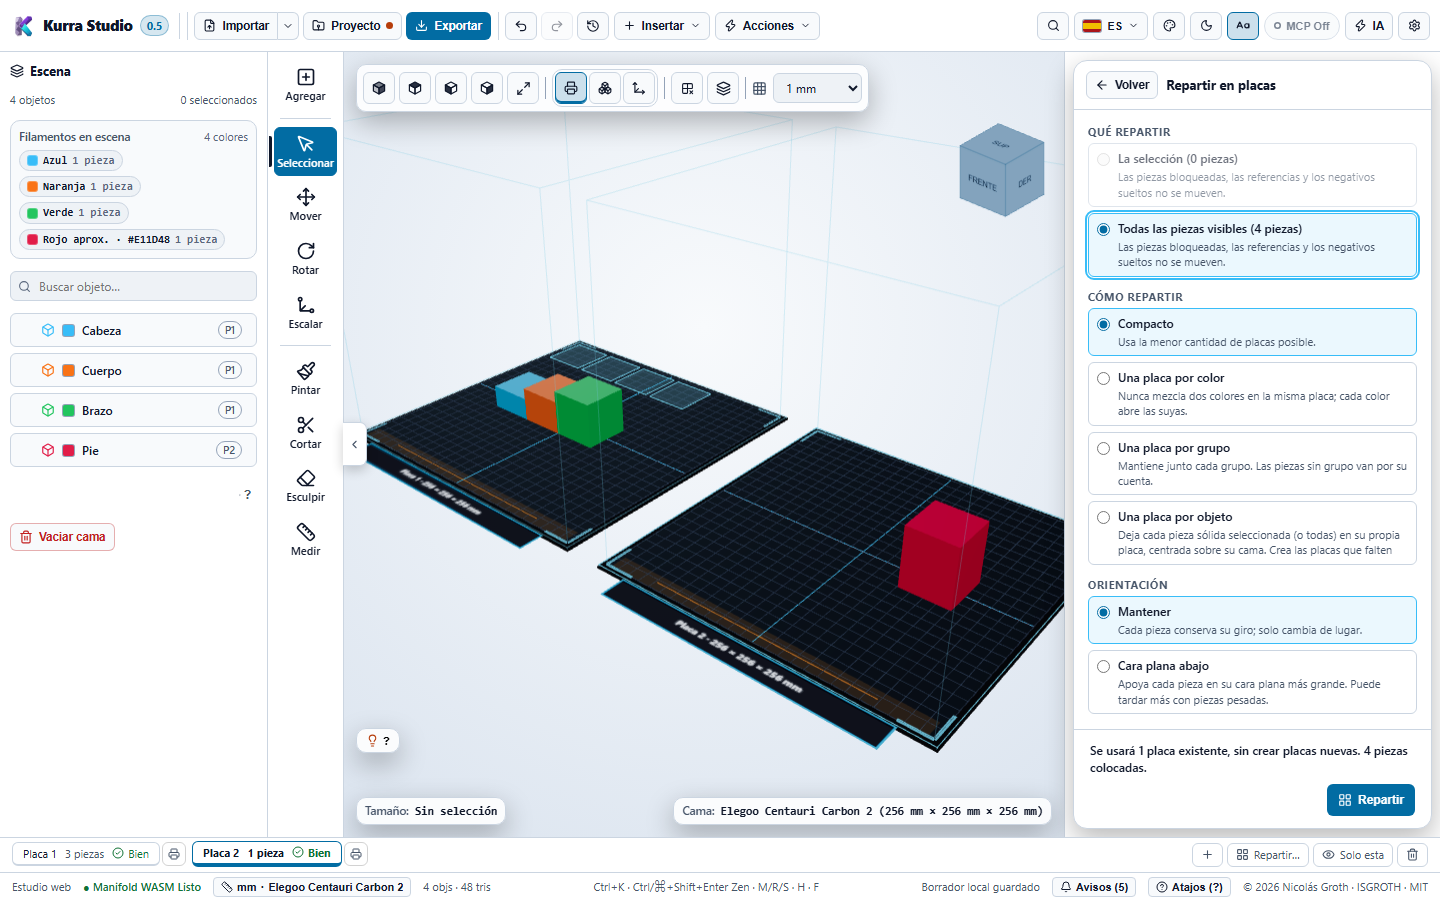 Kurra Studio 0.5
Importar
Proyecto
Exportar
Insertar
Acciones
ES
Aa
MCP Off
IA
Escena
4 objetos 0 seleccionados
Filamentos en escena 4 colores
Azul 1 pieza
Naranja 1 pieza
Verde 1 pieza
Rojo aprox. · #E11D48 1 pieza
Buscar objeto...
Cabeza P1
Cuerpo P1
Brazo P1
Pie P2
?
Vaciar cama
Agregar
Seleccionar
Mover
Rotar
Escalar
Pintar
Cortar
Esculpir
Medir
1 mm
FRENTE
DER
Placa 2 · 256 × 256 × 256 mm
?
Tamaño: Sin selección
Cama: Elegoo Centauri Carbon 2 (256 mm × 256 mm × 256 mm)
Volver
Repartir en placas
QUÉ REPARTIR
La selección (0 piezas)
Las piezas bloqueadas, las referencias y los negativos
sueltos no se mueven.
Todas las piezas visibles (4 piezas)
Las piezas bloqueadas, las referencias y los negativos
sueltos no se mueven.
CÓMO REPARTIR
Compacto
Usa la menor cantidad de placas posible.
Una placa por color
Nunca mezcla dos colores en la misma placa; cada color
abre las suyas.
Una placa por grupo
Mantiene junto cada grupo. Las piezas sin grupo van por su
cuenta.
Una placa por objeto
Deja cada pieza sólida seleccionada (o todas) en su propia
placa, centrada sobre su cama. Crea las placas que falten
ORIENTACIÓN
Mantener
Cada pieza conserva su giro; solo cambia de lugar.
Cara plana abajo
Apoya cada pieza en su cara plana más grande. Puede
tardar más con piezas pesadas.
Se usará 1 placa existente, sin crear placas nuevas. 4 piezas
colocadas.
Repartir
Placa 1 3 piezas Bien
Placa 2 1 pieza Bien
Repartir...
Solo esta
Estudio web
Manifold WASM Listo
mm · Elegoo Centauri Carbon 2
4 objs · 48 tris
Ctrl+K · Ctrl/⌘+Shift+Enter Zen · M/R/S · H · F
Borrador local guardado
Avisos (5)
Atajos (?)
© 2026 Nicolás Groth · ISGROTH · MIT